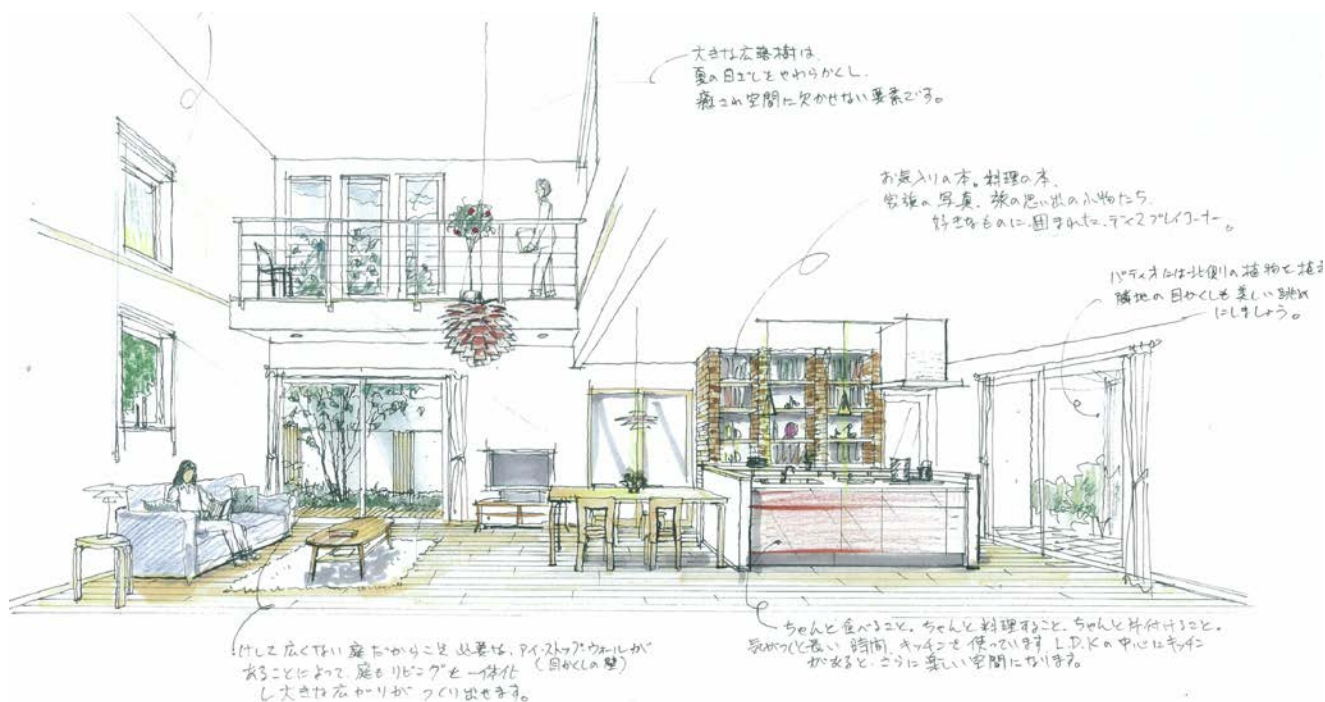 大きな広葉樹は、
夏の日ざしをやわらかくし、
癒され空間に欠かせない要素です。
お気入りの本。料理の本、
家族の写真、旅の思い出の小物たち、
好きなものに囲まれた、ディスプレイコーナー。
パティオには北側の植物を植え
隣地の目かくしも美しい眺め
にしましょう。
けして広くない庭だからこそ必要な、アイ・ストップ・ウォールが
(目かくしの壁)
あることによって、庭もリビングと一体化
し大きな広がりがつくり出せます。
ちゃんと食べること。ちゃんと料理すること、ちゃんと片付けること。
気がつくと長い時間、キッチンを使っています。L.D.Kの中心にキッチン
があると、さらに楽しい空間になります。